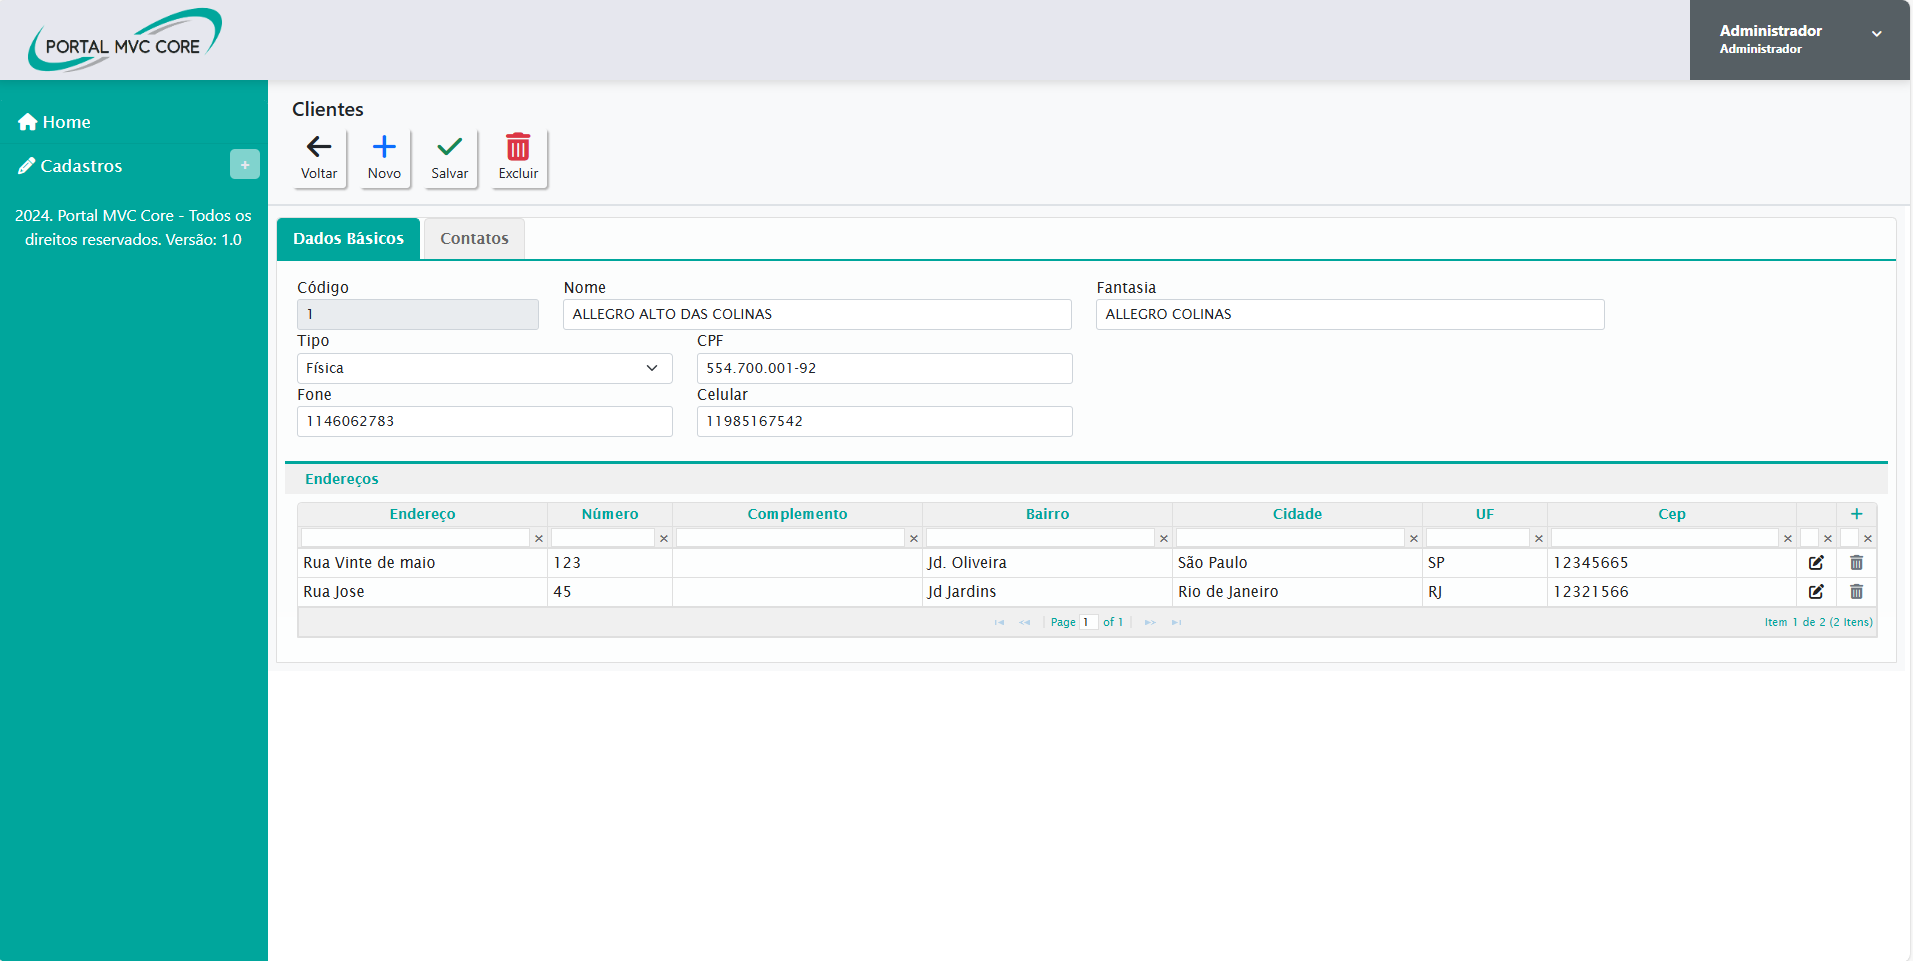 PORTAL MVC CORE
Administrador
Administrador
Home
Cadastros
+
2024. Portal MVC Core - Todos os
direitos reservados. Versão: 1.0
Clientes
Voltar Novo Salvar Excluir
Dados Básicos Contatos
Código Nome Fantasia
1 ALLEGRO ALTO DAS COLINAS ALLEGRO COLINAS
Tipo CPF
Física 554.700.001-92
Fone Celular
1146062783 11985167542
Endereços
Endereço Número Complemento Bairro Cidade UF Cep +
× × × × × × × × ×
Rua Vinte de maio 123 Jd. Oliveira São Paulo SP 12345665
Rua Jose 45 Jd Jardins Rio de Janeiro RJ 12321566
Page 1 of 1 Item 1 de 2 (2 Itens)